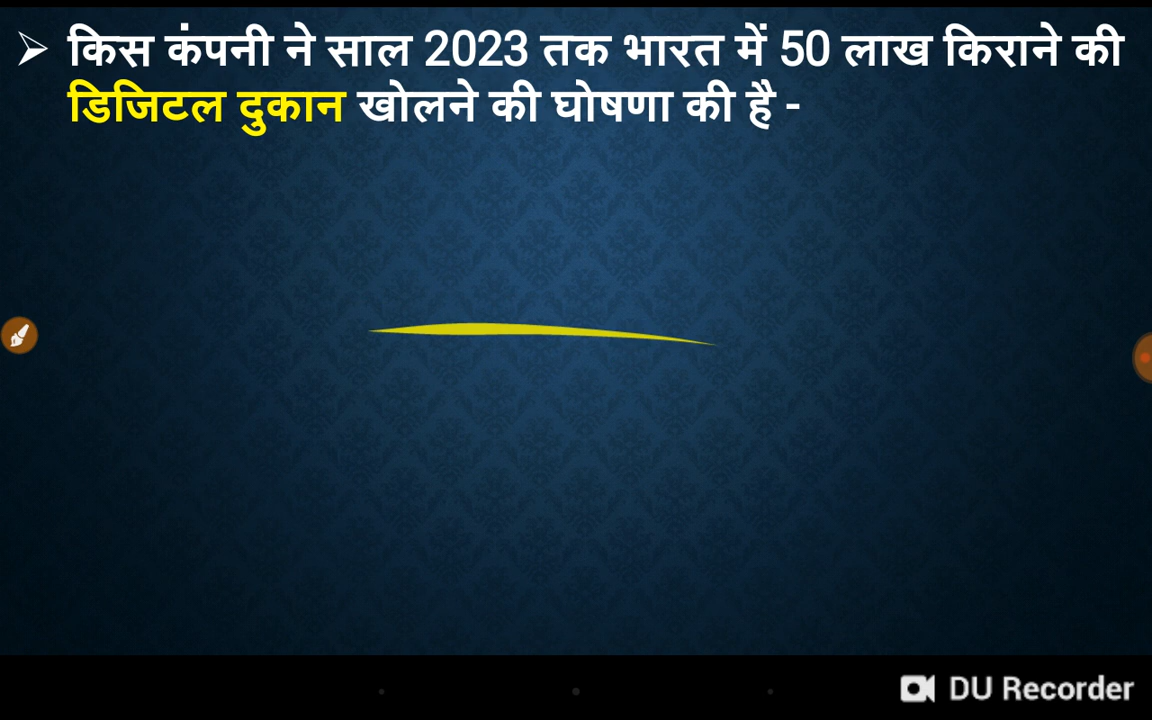 ➢ किस कंपनी ने साल 2023 तक भारत में 50 लाख किराने की
डिजिटल दुकान खोलने की घोषणा की है -
DU Recorder